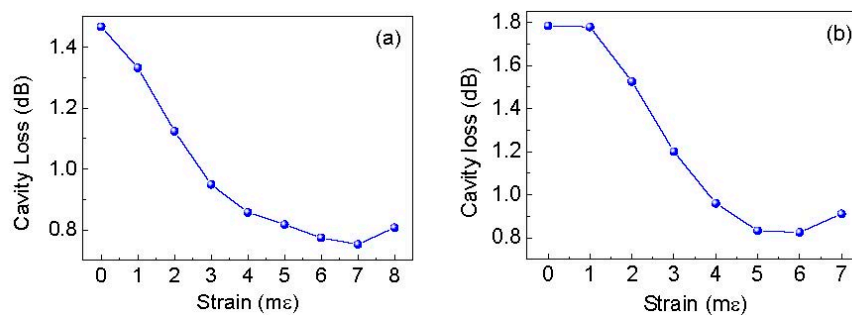 (a)
Cavity Loss (dB)
1.4
1.2
1.0
0.8
0 1 2 3 4 5 6 7 8
Strain (mε)
(b)
Cavity loss (dB)
1.8
1.6
1.4
1.2
1.0
0.8
0 1 2 3 4 5 6 7
Strain (mε)